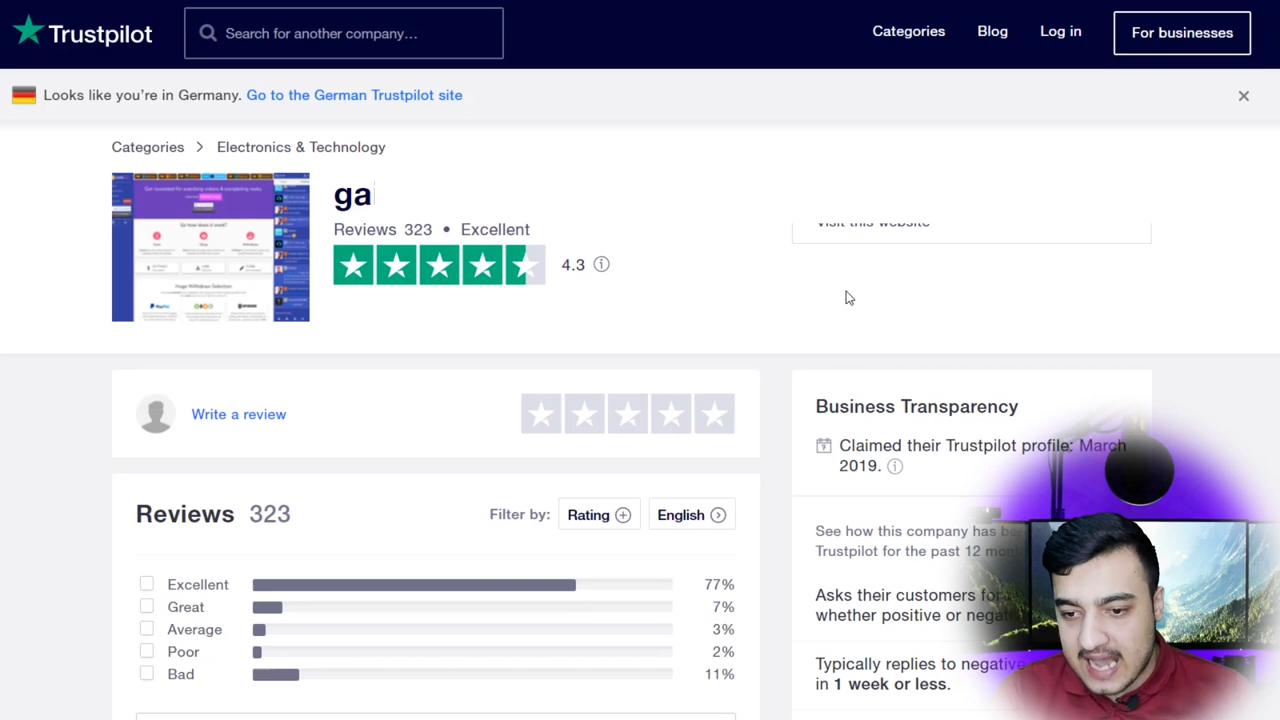 Trustpilot
Search for another company…
Categories
Blog
Log in
For businesses
Looks like you're in Germany. Go to the German Trustpilot site
Categories > Electronics & Technology
ga
Reviews 323 • Excellent
4.3
Visit this website
Write a review
Reviews 323
Filter by:
Rating
English
Excellent 77%
Great 7%
Average 3%
Poor 2%
Bad 11%
Business Transparency
Claimed their Trustpilot profile: March
2019.
See how this company has
Trustpilot for the past 12
Asks their customers for
whether positive or
Typically replies to negative
in 1 week or less.